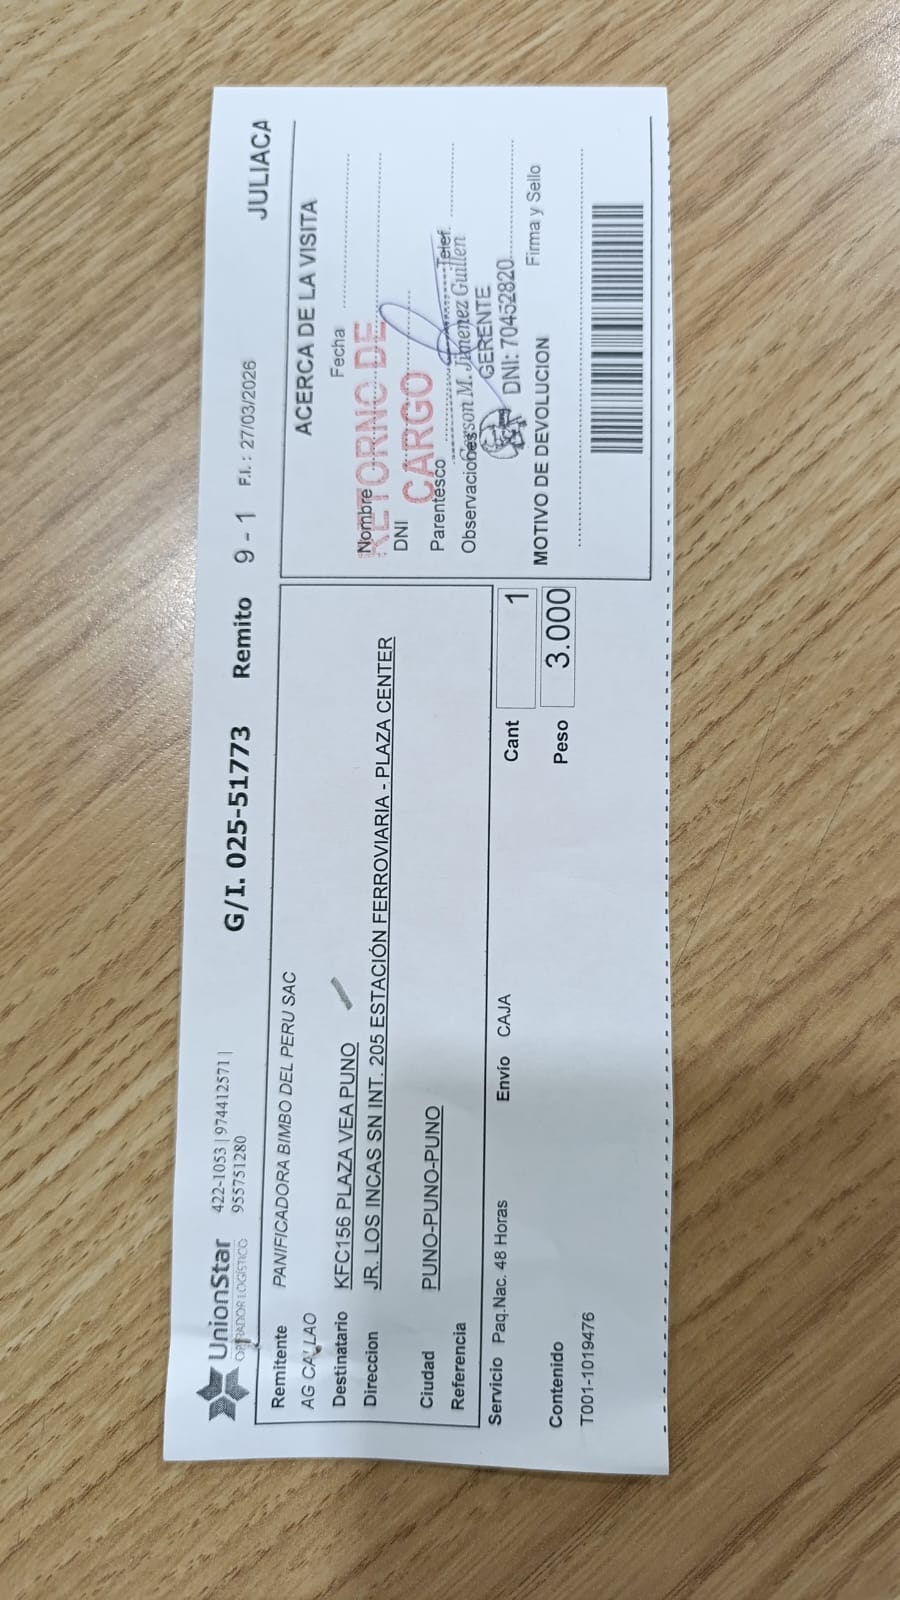 UnionStar
OPERADOR LOGÍSTICO
422-1053 | 974412571 |
955751280
G/I. 025-51773 Remito 9 - 1 F.I. : 27/03/2026 JULIACA
Remitente PANIFICADORA BIMBO DEL PERU SAC
AG CALLAO
Destinatario KFC156 PLAZA VEA PUNO
Direccion JR. LOS INCAS SN INT. 205 ESTACIÓN FERROVIARIA - PLAZA CENTER
Ciudad PUNO-PUNO-PUNO
Referencia
Servicio Paq.Nac. 48 Horas Envío CAJA Cant 1
Contenido Peso 3.000
T001-1019476
ACERCA DE LA VISITA
Fecha
Nombre
RETORNO DE
DNI
CARGO
Parentesco Telef.
Observaciones
M. Jimenez Guillen
GERENTE
DNI: 70452820
Firma y Sello
MOTIVO DE DEVOLUCION